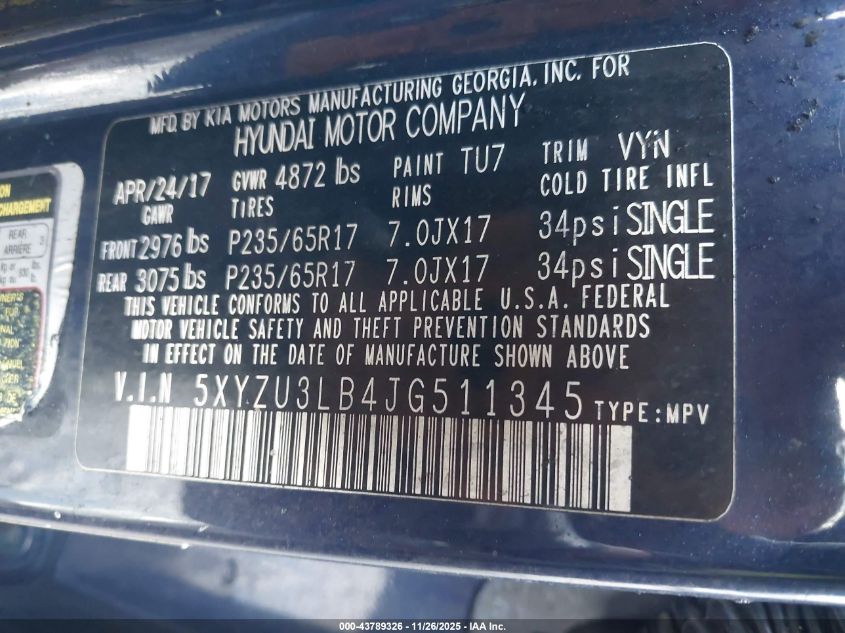 MFD. BY KIA MOTORS MANUFACTURING GEORGIA, INC. FOR
HYUNDAI MOTOR COMPANY
APR/24/17 GVWR 4872 lbs PAINT TU7 TRIM VYN
GAWR TIRES RIMS COLD TIRE INFL
FRONT 2976 lbs P235/65R17 7.0JX17 34psi SINGLE
REAR 3075 lbs P235/65R17 7.0JX17 34psi SINGLE
THIS VEHICLE CONFORMS TO ALL APPLICABLE U.S.A. FEDERAL
MOTOR VEHICLE SAFETY AND THEFT PREVENTION STANDARDS
IN EFFECT ON THE DATE OF MANUFACTURE SHOWN ABOVE
V.I.N 5XYZU3LB4JG511345 TYPE:MPV
CHARGEMENT
REAR
ARRIÈRE 3
000-43789326 - 11/26/2025 - IAA, Inc.